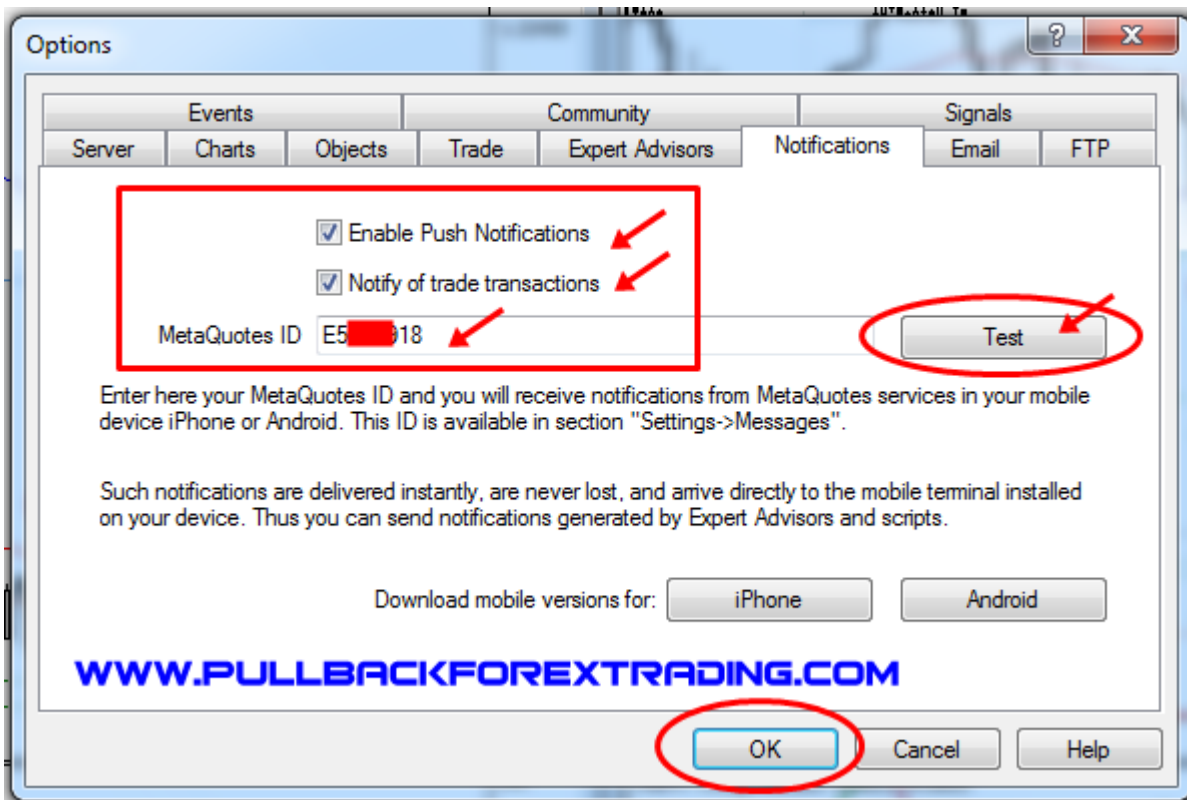 Options
Events Community Signals
Server Charts Objects Trade Expert Advisors Notifications Email FTP
Enable Push Notifications
Notify of trade transactions
MetaQuotes ID E5 918 Test
Enter here your MetaQuotes ID and you will receive notifications from MetaQuotes services in your mobile
device iPhone or Android. This ID is available in section "Settings->Messages".
Such notifications are delivered instantly, are never lost, and arrive directly to the mobile terminal installed
on your device. Thus you can send notifications generated by Expert Advisors and scripts.
Download mobile versions for: iPhone Android
WWW.PULLBACKFOREXTRADING.COM
OK Cancel Help